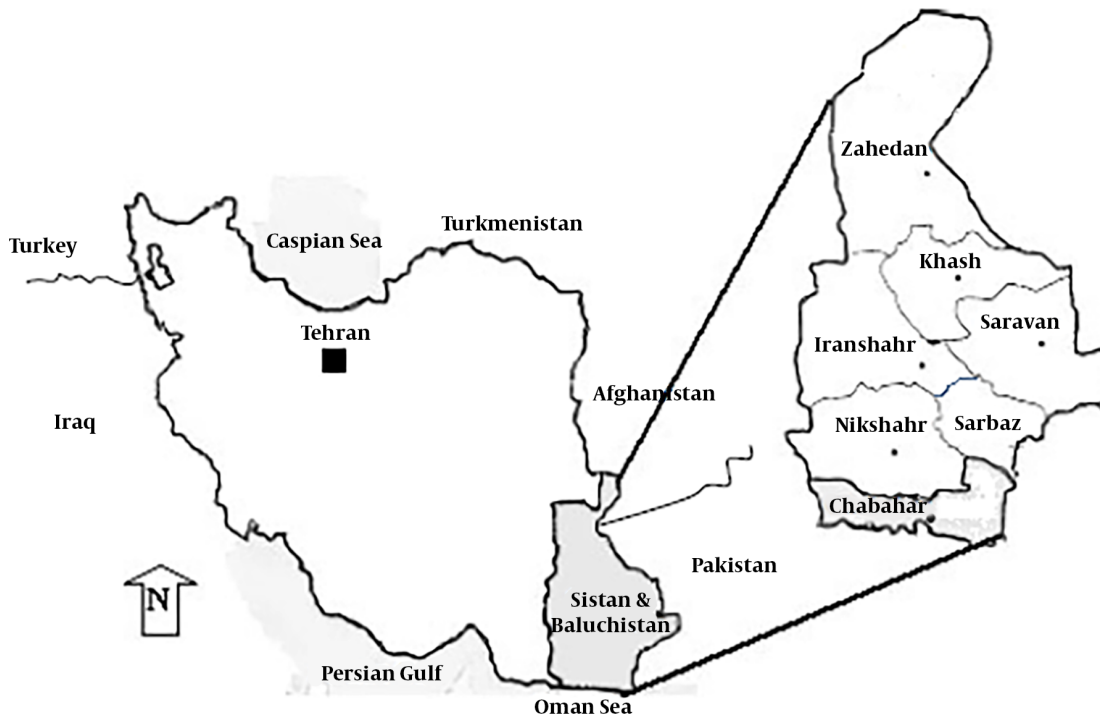 Zahedan
Turkmenistan
Turkey
Caspian Sea
Khash
Saravan
Tehran
Iranshahr
Afghanistan
Iraq
Nikshahr
Sarbaz
Chabahar
Pakistan
N
Sistan &
Baluchistan
Persian Gulf
Oman Sea